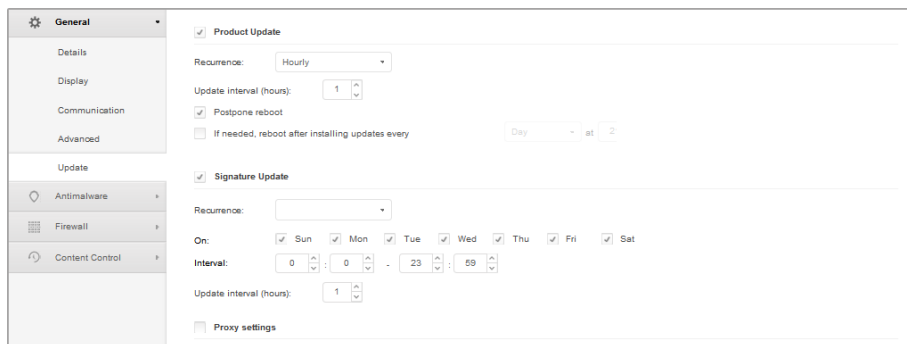 General
Details
Display
Communication
Advanced
Update
Antimalware
Firewall
Content Control
Product Update
Recurrence: Hourly
Update interval (hours): 1
Postpone reboot
If needed, reboot after installing updates every Day at 2
Signature Update
Recurrence:
On: Sun Mon Tue Wed Thu Fri Sat
Interval: 0 : 0 - 23 : 59
Update interval (hours): 1
Proxy settings